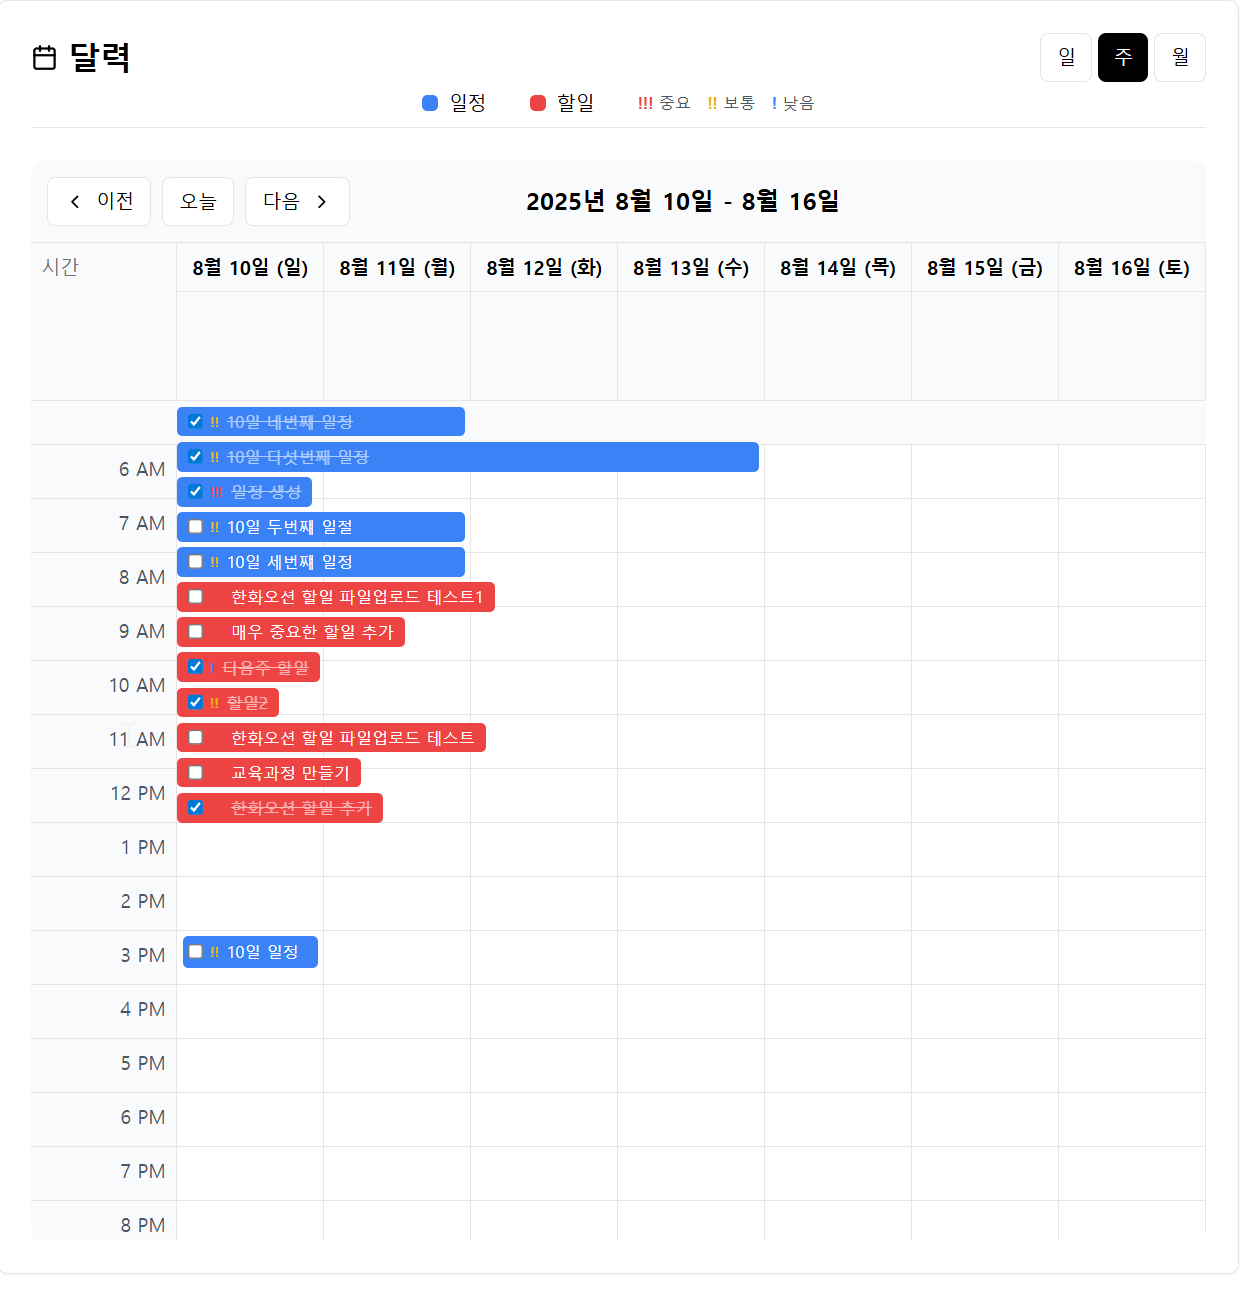 달력
일 주 월
일정 할일 !!! 중요 !! 보통 ! 낮음
이전 오늘 다음 2025년 8월 10일 - 8월 16일
시간 8월 10일 (일) 8월 11일 (월) 8월 12일 (화) 8월 13일 (수) 8월 14일 (목) 8월 15일 (금) 8월 16일 (토)
!! 10일 네번째 일정
!! 10일 다섯번째 일정
6 AM
!!! 일정 생성
7 AM
!! 10일 두번째 일절
!! 10일 세번째 일정
8 AM
한화오션 할일 파일업로드 테스트1
9 AM
매우 중요한 할일 추가
! 다음주 할일
10 AM
!! 할일2
11 AM
한화오션 할일 파일업로드 테스트
교육과정 만들기
12 PM
한화오션 할일 추가
1 PM
2 PM
3 PM
!! 10일 일정
4 PM
5 PM
6 PM
7 PM
8 PM